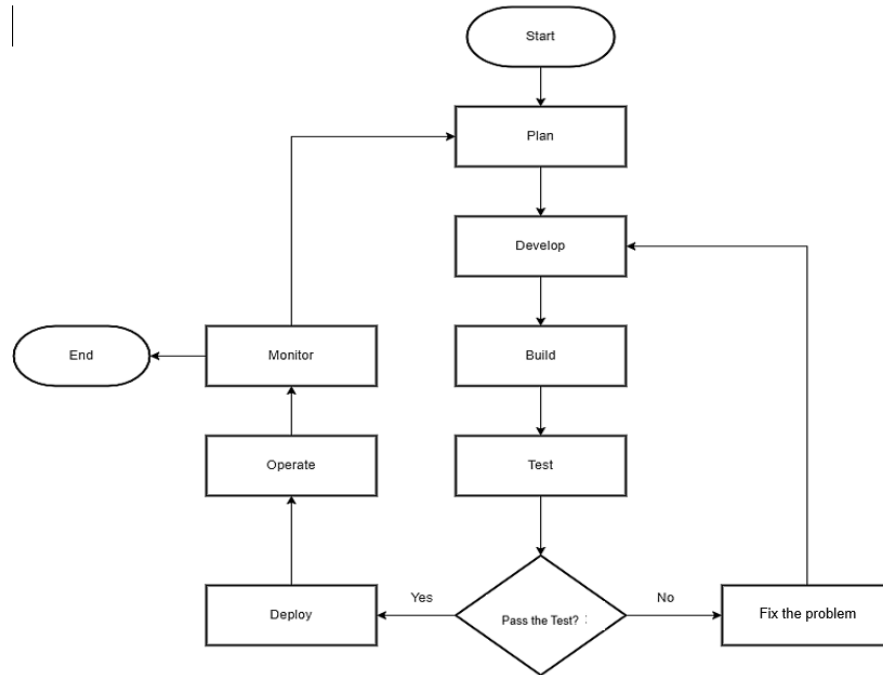 Start
Plan
Develop
End
Monitor
Build
Operate
Test
Yes
No
Deploy
Pass the Test?
Fix the problem